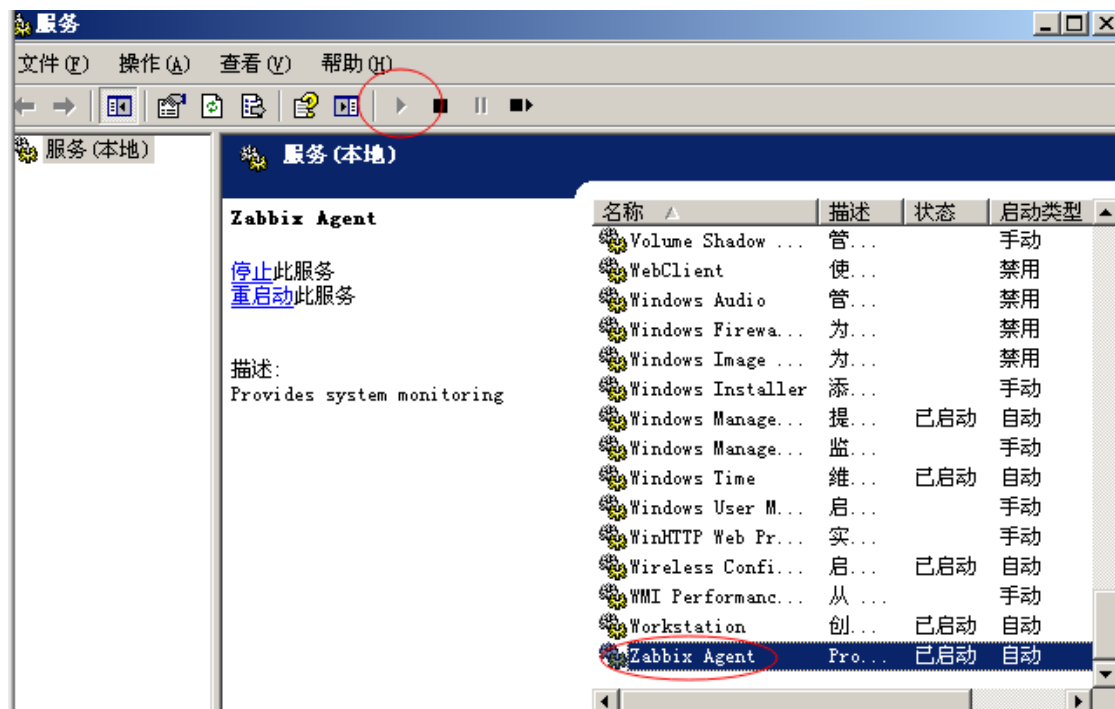 服务
文件(F) 操作(A) 查看(V) 帮助(H)
服务(本地)
服务(本地)
Zabbix Agent
停止此服务
重启动此服务
描述:
Provides system monitoring
名称 描述 状态 启动类型
Volume Shadow ... 管... 手动
WebClient 使... 禁用
Windows Audio 管... 禁用
Windows Firewa... 为... 禁用
Windows Image ... 为... 禁用
Windows Installer 添... 手动
Windows Manage... 提... 已启动 自动
Windows Manage... 监... 手动
Windows Time 维... 已启动 自动
Windows User M... 启... 手动
WinHTTP Web Pr... 实... 手动
Wireless Confi... 启... 已启动 自动
WMI Performanc... 从 ... 手动
Workstation 创... 已启动 自动
Zabbix Agent Pro... 已启动 自动